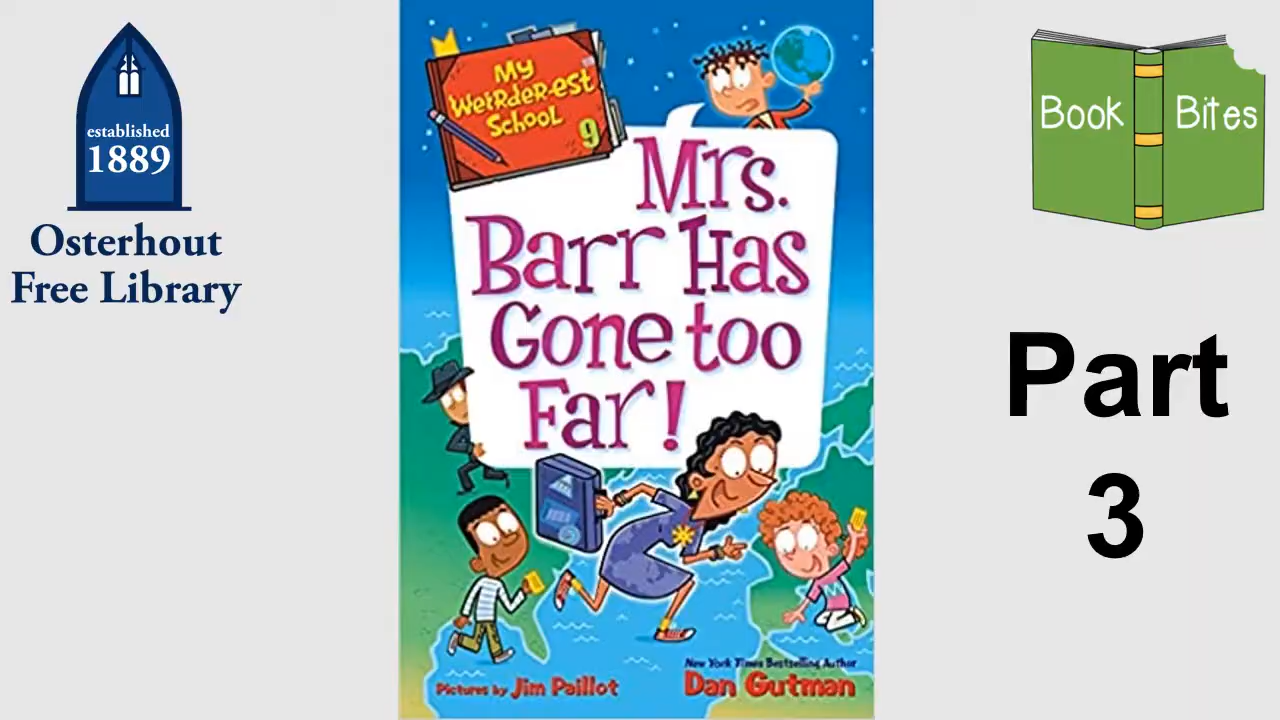 established
1889
Osterhout
Free Library
My
Weirder-est
School
9
Mrs.
Barr Has
Gone too
Far!
New York Times Bestselling Author
Pictures by Jim Paillot
Dan Gutman
Book Bites
Part
3